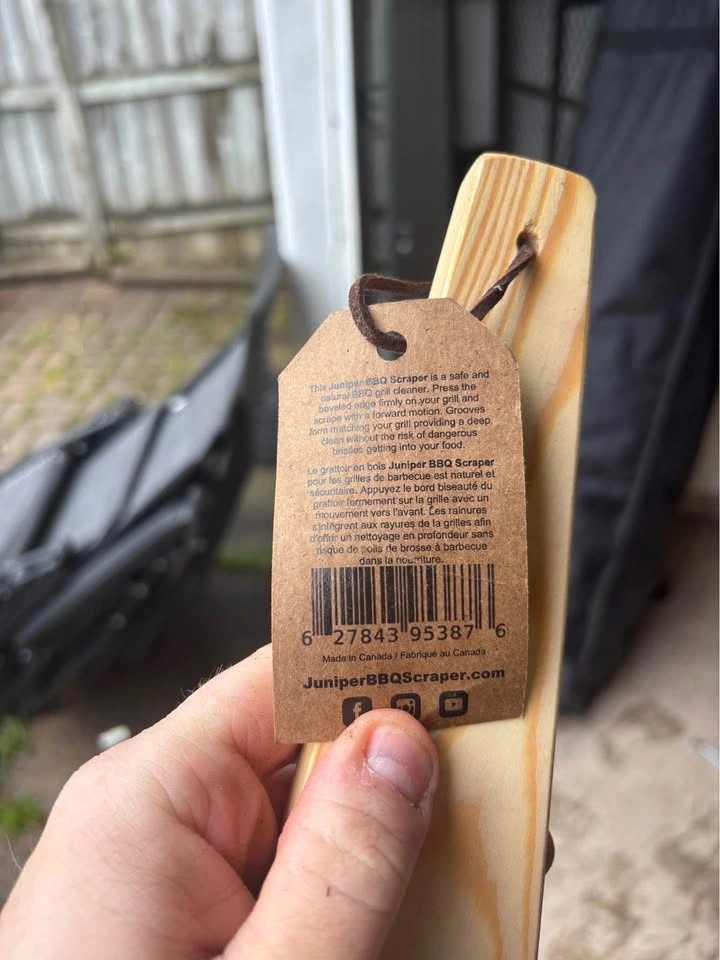 This Juniper BBQ Scraper is a safe and
natural BBQ grill cleaner. Press the
beveled edge firmly on your grill and
scrape with a forward motion. Grooves
form matching your grill providing a deep
clean without the risk of dangerous
bristles getting into your food.
Le grattoir en bois Juniper BBQ Scraper
pour les grilles de barbecue est naturel et
sécuritaire. Appuyez le bord biseauté du
grattoir fermement sur la grille avec un
mouvement vers l'avant. Les rainures
s'intègrent aux rayures de la grilles afin
d'offrir un nettoyage en profondeur sans
risque de poils de brosse à barbecue
dans la nourriture.
6 27843 95387 6
Made in Canada / Fabriqué au Canada
JuniperBBQScraper.com